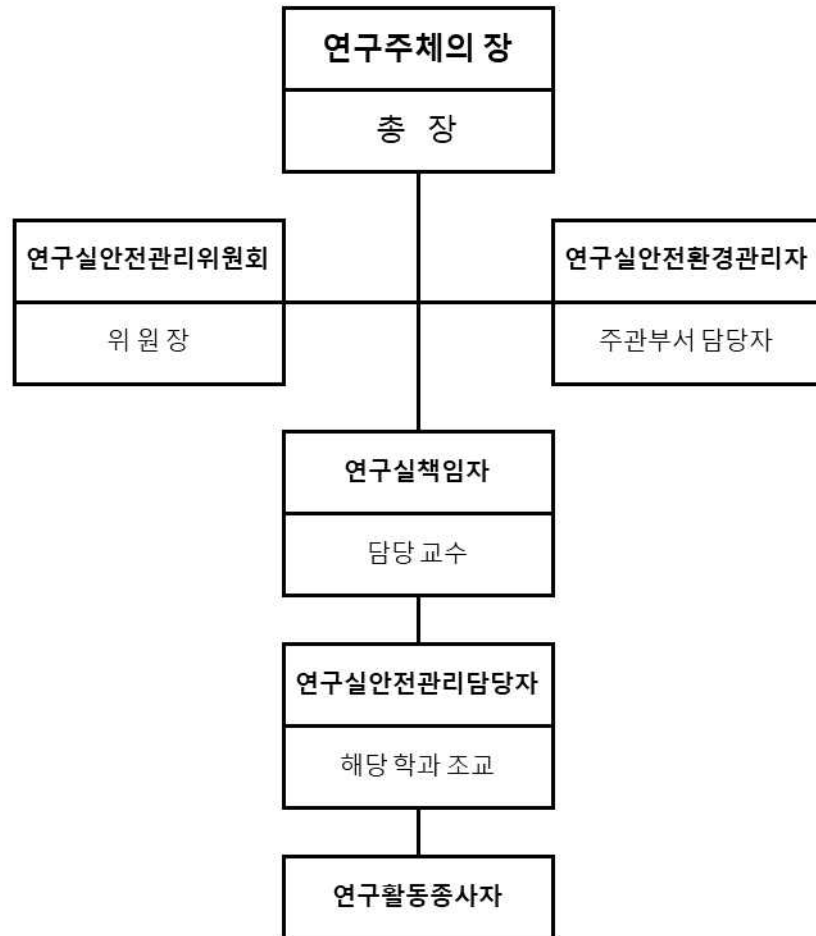 연구주체의 장
총 장
연구실안전관리위원회
위 원 장
연구실안전환경관리자
주관부서 담당자
연구실책임자
담당 교수
연구실안전관리담당자
해당 학과 조교
연구활동종사자